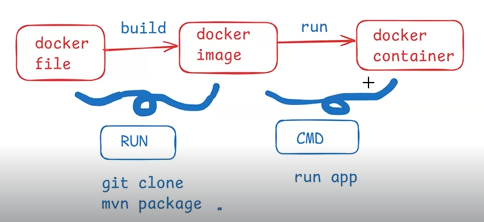 build
run
docker
file
docker
image
docker
container
RUN
CMD
git clone
mvn package .
run app